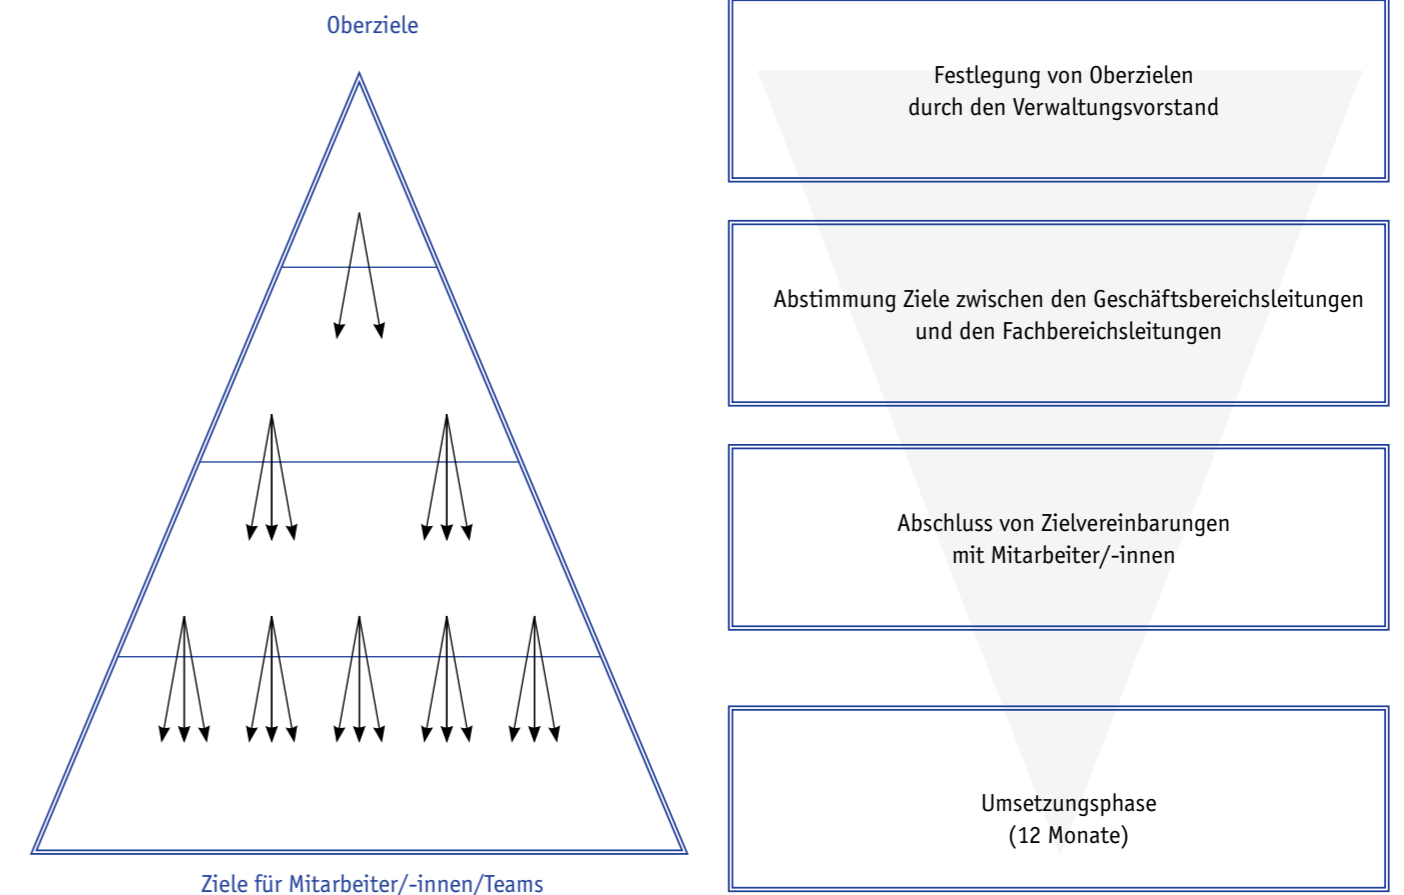 Oberziele
Festlegung von Oberzielen
durch den Verwaltungsvorstand
Abstimmung Ziele zwischen den Geschäftsbereichsleitungen
und den Fachbereichsleitungen
Abschluss von Zielvereinbarungen
mit Mitarbeiter/-innen
Umsetzungsphase
(12 Monate)
Ziele für Mitarbeiter/-innen/Teams